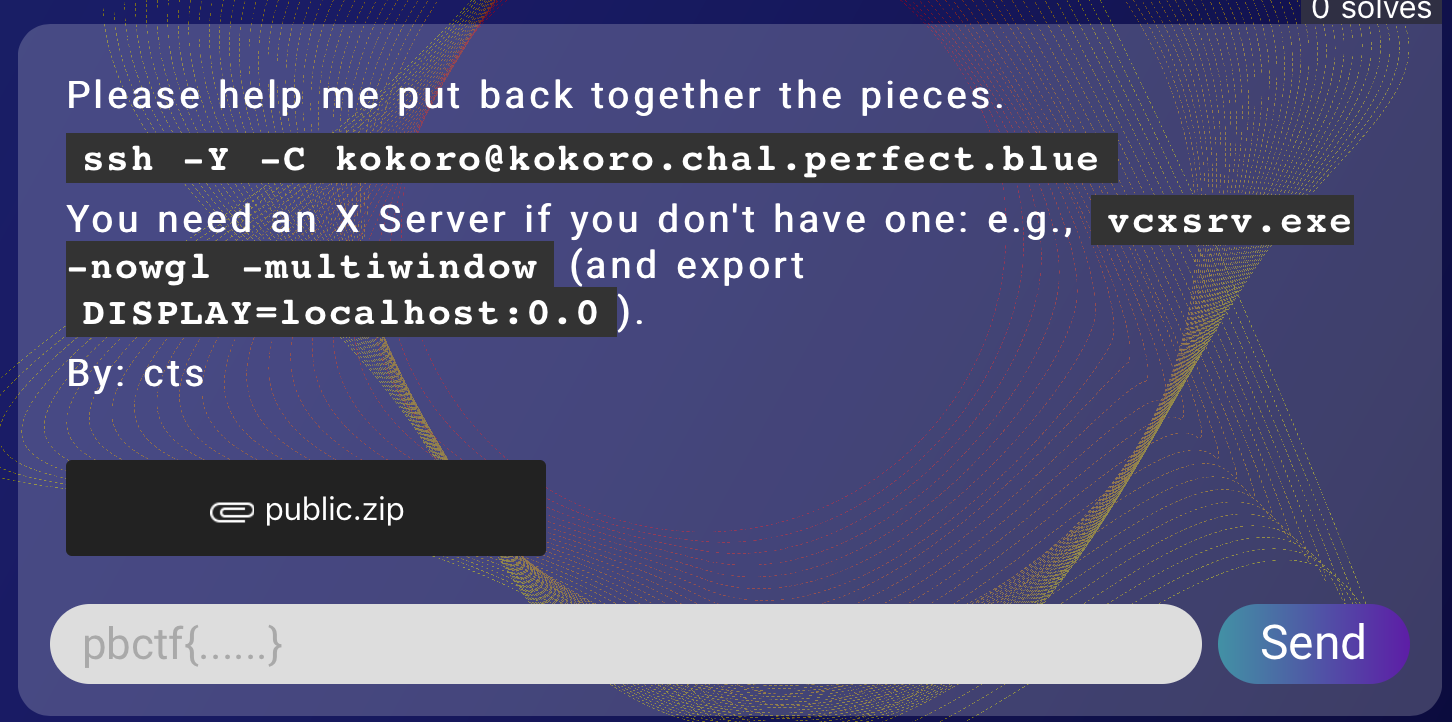 0 solves
Please help me put back together the pieces.
ssh -Y -C kokoro@kokoro.chal.perfect.blue
You need an X Server if you don't have one: e.g., vcxsrv.exe
-nowgl -multiwindow (and export
DISPLAY=localhost:0.0).
By: cts
public.zip
pbctf{......}
Send